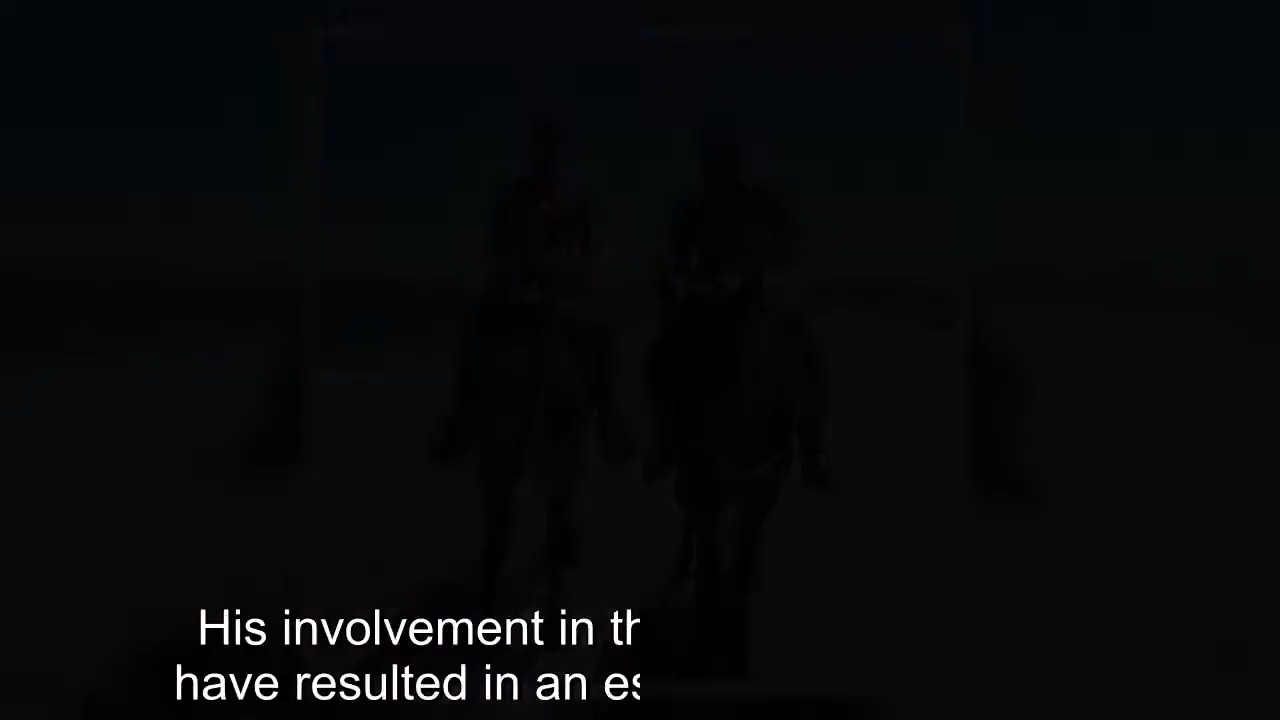 His involvement in th
have resulted in an es